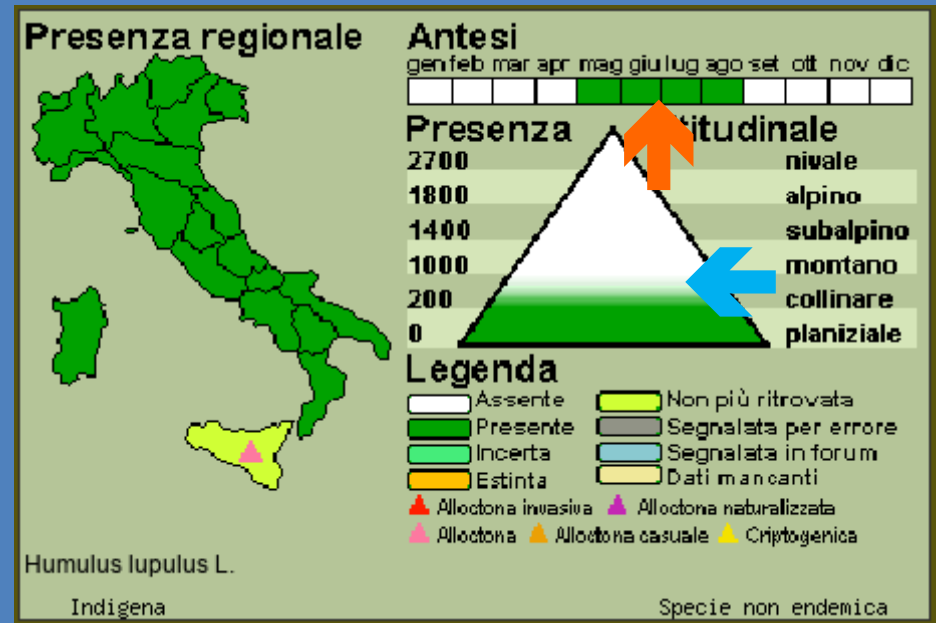 Presenza regionale
Antesi
gen feb mar apr mag giu lug ago set ott nov dic
Presenza titudinale
2700 nivale
1800 alpino
1400 subalpino
1000 montano
200 collinare
0 planiziale
Legenda
Assente Non più ritrovata
Presente Segnalata per errore
Incerta Segnalata in forum
Estinta Dati mancanti
Alloctona invasiva Alloctona naturalizzata
Alloctona Alloctona casuale Criptogenica
Humulus lupulus L.
Indigena Specie non endemica